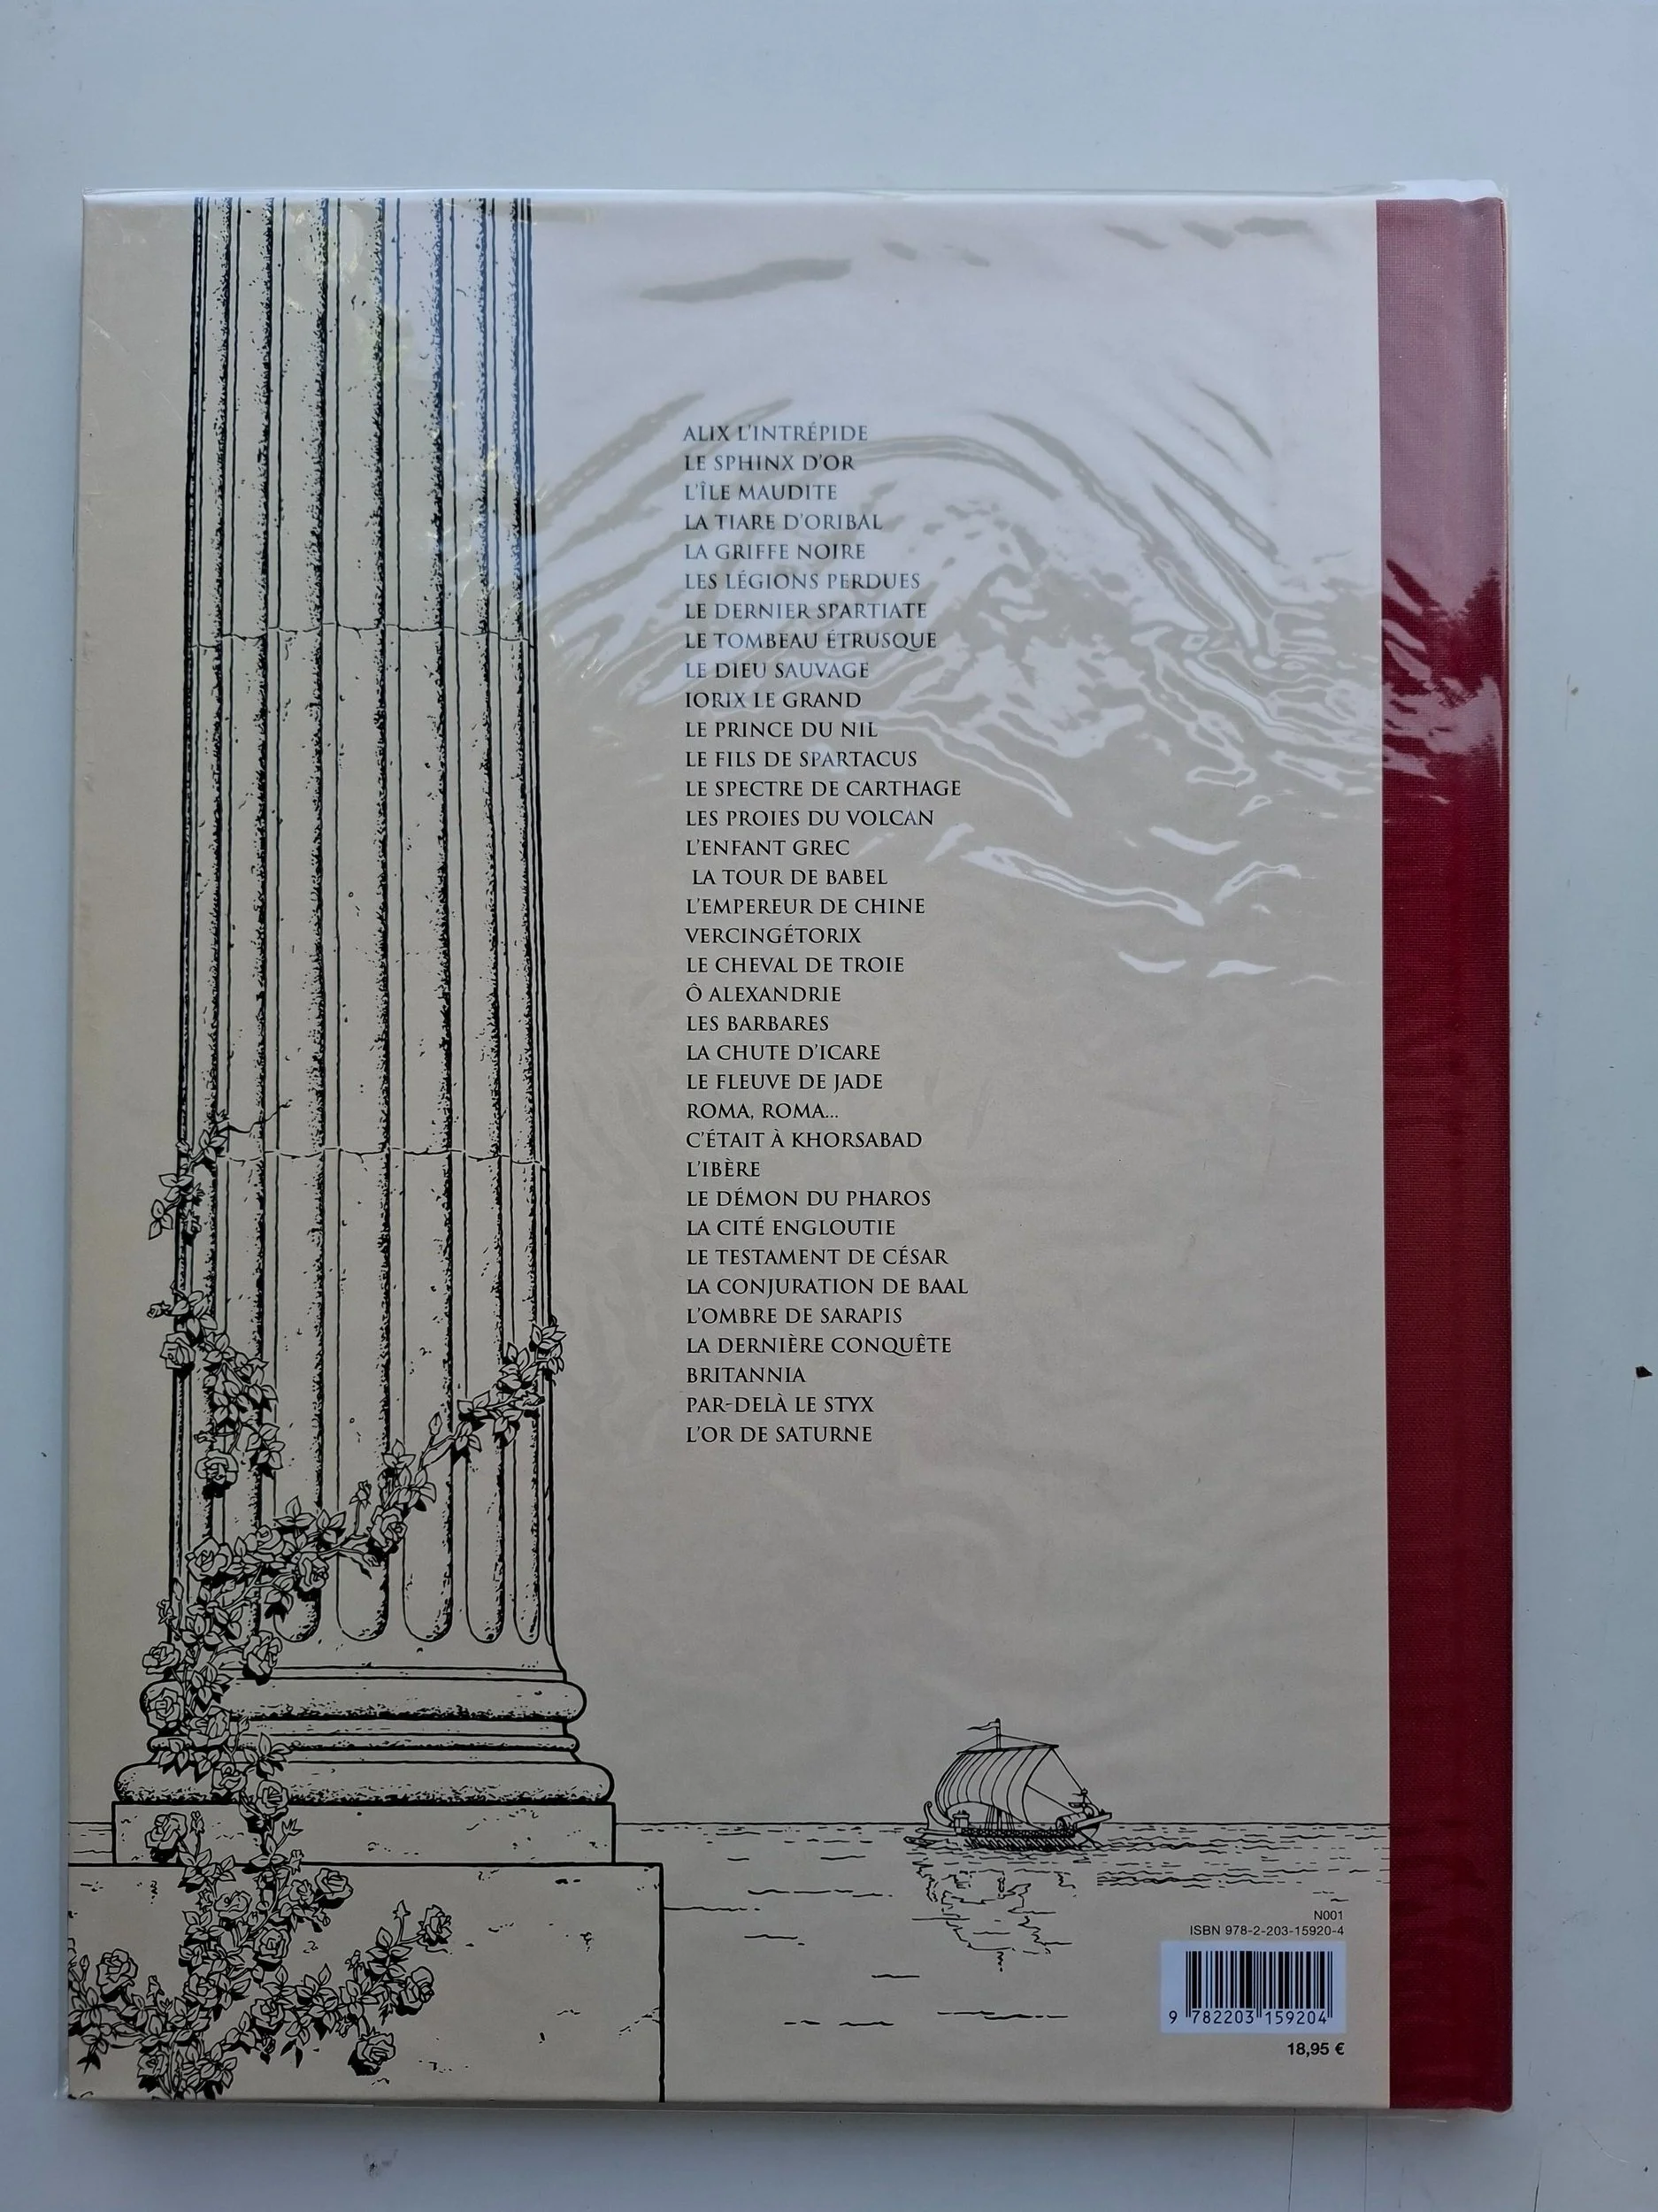 ALIX L'INTRÉPIDE
LE SPHINX D'OR
L'ÎLE MAUDITE
LA TIARE D'ORIBAL
LA GRIFFE NOIRE
LES LÉGIONS PERDUES
LE DERNIER SPARTIATE
LE TOMBEAU ÉTRUSQUE
LE DIEU SAUVAGE
IORIX LE GRAND
LE PRINCE DU NIL
LE FILS DE SPARTACUS
LE SPECTRE DE CARTHAGE
LES PROIES DU VOLCAN
L'ENFANT GREC
LA TOUR DE BABEL
L'EMPEREUR DE CHINE
VERCINGÉTORIX
LE CHEVAL DE TROIE
Ô ALEXANDRIE
LES BARBARES
LA CHUTE D'ICARE
LE FLEUVE DE JADE
ROMA, ROMA...
C'ÉTAIT À KHORSABAD
L'IBÈRE
LE DÉMON DU PHAROS
LA CITÉ ENGLOUTIE
LE TESTAMENT DE CÉSAR
LA CONJURATION DE BAAL
L'OMBRE DE SARAPIS
LA DERNIÈRE CONQUÊTE
BRITANNIA
PAR-DELÀ LE STYX
L'OR DE SATURNE
N001
ISBN 978-2-203-15920-4
9 782203 159204
18,95 €